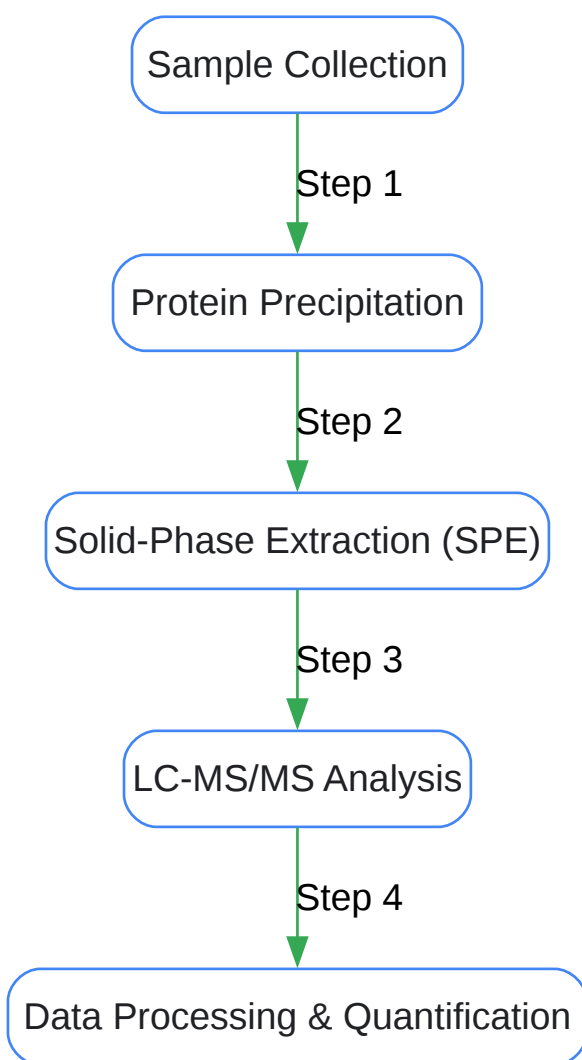 Sample Collection
Step 1
Protein Precipitation
Step 2
Solid-Phase Extraction (SPE)
Step 3
LC-MS/MS Analysis
Step 4
Data Processing & Quantification